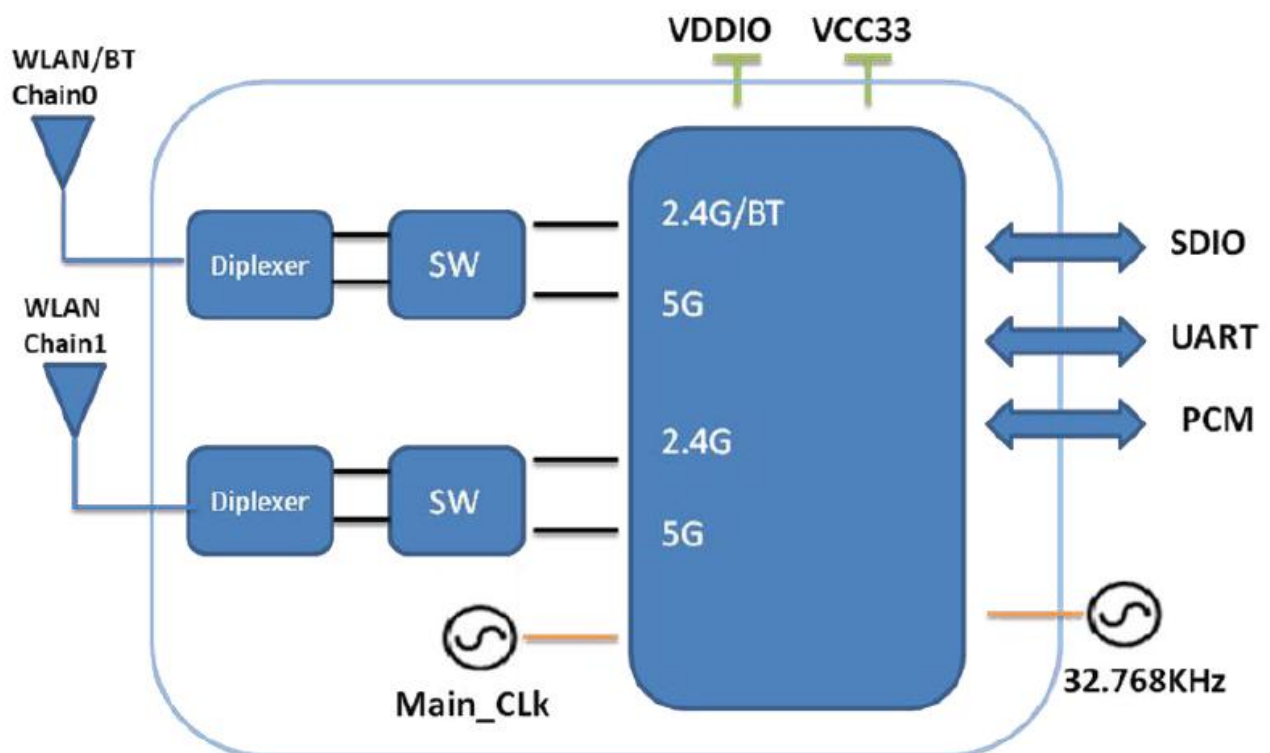 VDDIO
VCC33
WLAN/BT
Chain0
2.4G/BT
Diplexer
SW
5G
SDIO
WLAN
Chain1
UART
PCM
2.4G
Diplexer
SW
5G
Main_CLk
32.768KHz